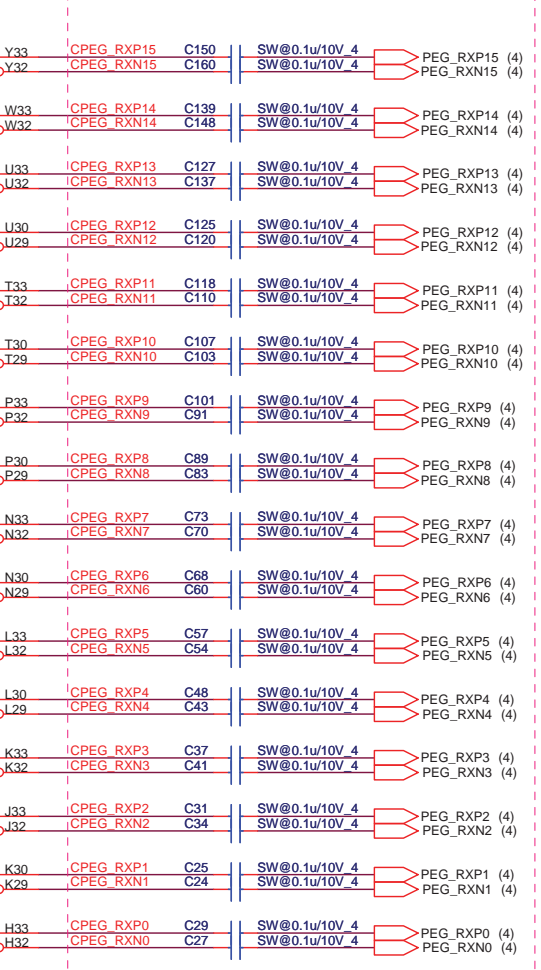 Y33 CPEG_RXP15 C150 SW@0.1u/10V_4 PEG_RXP15 (4)
Y32 CPEG_RXN15 C160 SW@0.1u/10V_4 PEG_RXN15 (4)
W33 CPEG_RXP14 C139 SW@0.1u/10V_4 PEG_RXP14 (4)
W32 CPEG_RXN14 C148 SW@0.1u/10V_4 PEG_RXN14 (4)
U33 CPEG_RXP13 C127 SW@0.1u/10V_4 PEG_RXP13 (4)
U32 CPEG_RXN13 C137 SW@0.1u/10V_4 PEG_RXN13 (4)
U30 CPEG_RXP12 C125 SW@0.1u/10V_4 PEG_RXP12 (4)
U29 CPEG_RXN12 C120 SW@0.1u/10V_4 PEG_RXN12 (4)
T33 CPEG_RXP11 C118 SW@0.1u/10V_4 PEG_RXP11 (4)
T32 CPEG_RXN11 C110 SW@0.1u/10V_4 PEG_RXN11 (4)
T30 CPEG_RXP10 C107 SW@0.1u/10V_4 PEG_RXP10 (4)
T29 CPEG_RXN10 C103 SW@0.1u/10V_4 PEG_RXN10 (4)
P33 CPEG_RXP9 C101 SW@0.1u/10V_4 PEG_RXP9 (4)
P32 CPEG_RXN9 C91 SW@0.1u/10V_4 PEG_RXN9 (4)
P30 CPEG_RXP8 C89 SW@0.1u/10V_4 PEG_RXP8 (4)
P29 CPEG_RXN8 C83 SW@0.1u/10V_4 PEG_RXN8 (4)
N33 CPEG_RXP7 C73 SW@0.1u/10V_4 PEG_RXP7 (4)
N32 CPEG_RXN7 C70 SW@0.1u/10V_4 PEG_RXN7 (4)
N30 CPEG_RXP6 C68 SW@0.1u/10V_4 PEG_RXP6 (4)
N29 CPEG_RXN6 C60 SW@0.1u/10V_4 PEG_RXN6 (4)
L33 CPEG_RXP5 C57 SW@0.1u/10V_4 PEG_RXP5 (4)
L32 CPEG_RXN5 C54 SW@0.1u/10V_4 PEG_RXN5 (4)
L30 CPEG_RXP4 C48 SW@0.1u/10V_4 PEG_RXP4 (4)
L29 CPEG_RXN4 C43 SW@0.1u/10V_4 PEG_RXN4 (4)
K33 CPEG_RXP3 C37 SW@0.1u/10V_4 PEG_RXP3 (4)
K32 CPEG_RXN3 C41 SW@0.1u/10V_4 PEG_RXN3 (4)
J33 CPEG_RXP2 C31 SW@0.1u/10V_4 PEG_RXP2 (4)
J32 CPEG_RXN2 C34 SW@0.1u/10V_4 PEG_RXN2 (4)
K30 CPEG_RXP1 C25 SW@0.1u/10V_4 PEG_RXP1 (4)
K29 CPEG_RXN1 C24 SW@0.1u/10V_4 PEG_RXN1 (4)
H33 CPEG_RXP0 C29 SW@0.1u/10V_4 PEG_RXP0 (4)
H32 CPEG_RXN0 C27 SW@0.1u/10V_4 PEG_RXN0 (4)